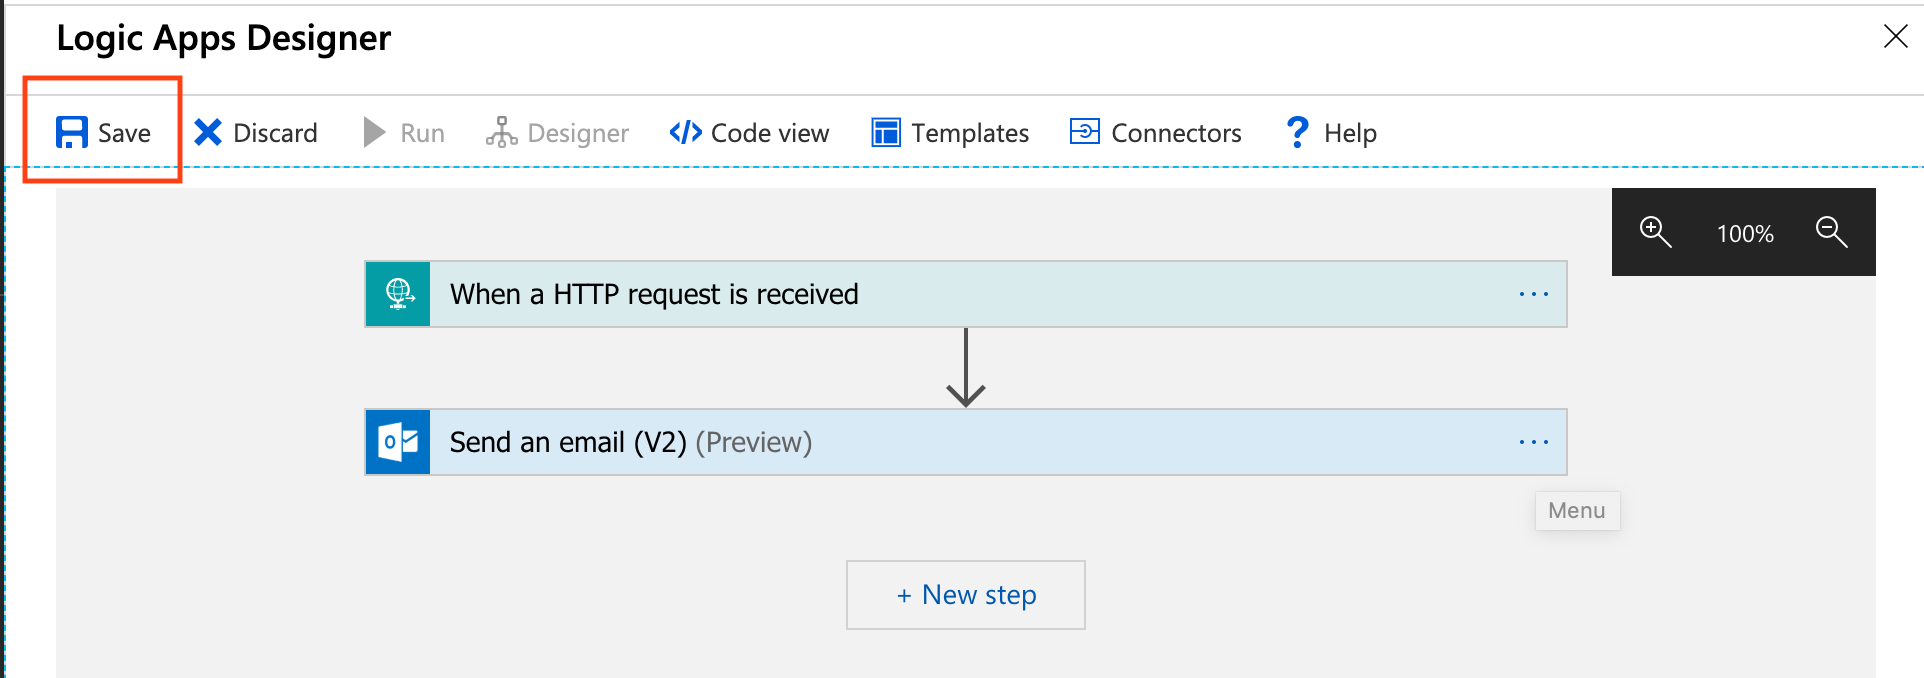 Logic Apps Designer
Save Discard Run Designer Code view Templates Connectors Help
100%
When a HTTP request is received
Send an email (V2) (Preview)
Menu
+ New step